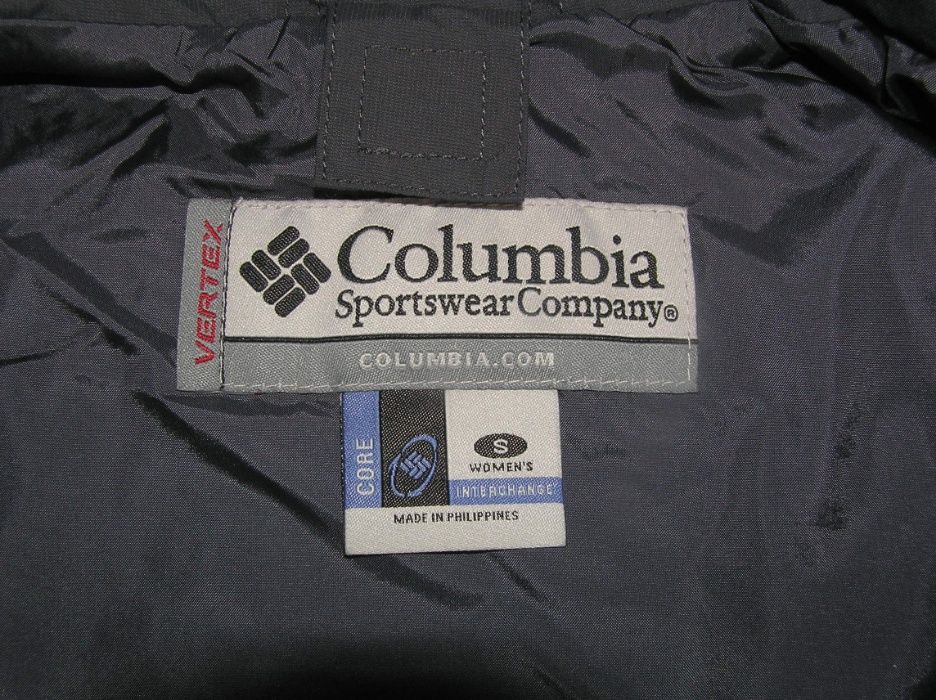 VERTEX
Columbia
Sportswear Company®
COLUMBIA.COM
CORE
S
WOMEN'S
INTERCHANGE
MADE IN PHILIPPINES